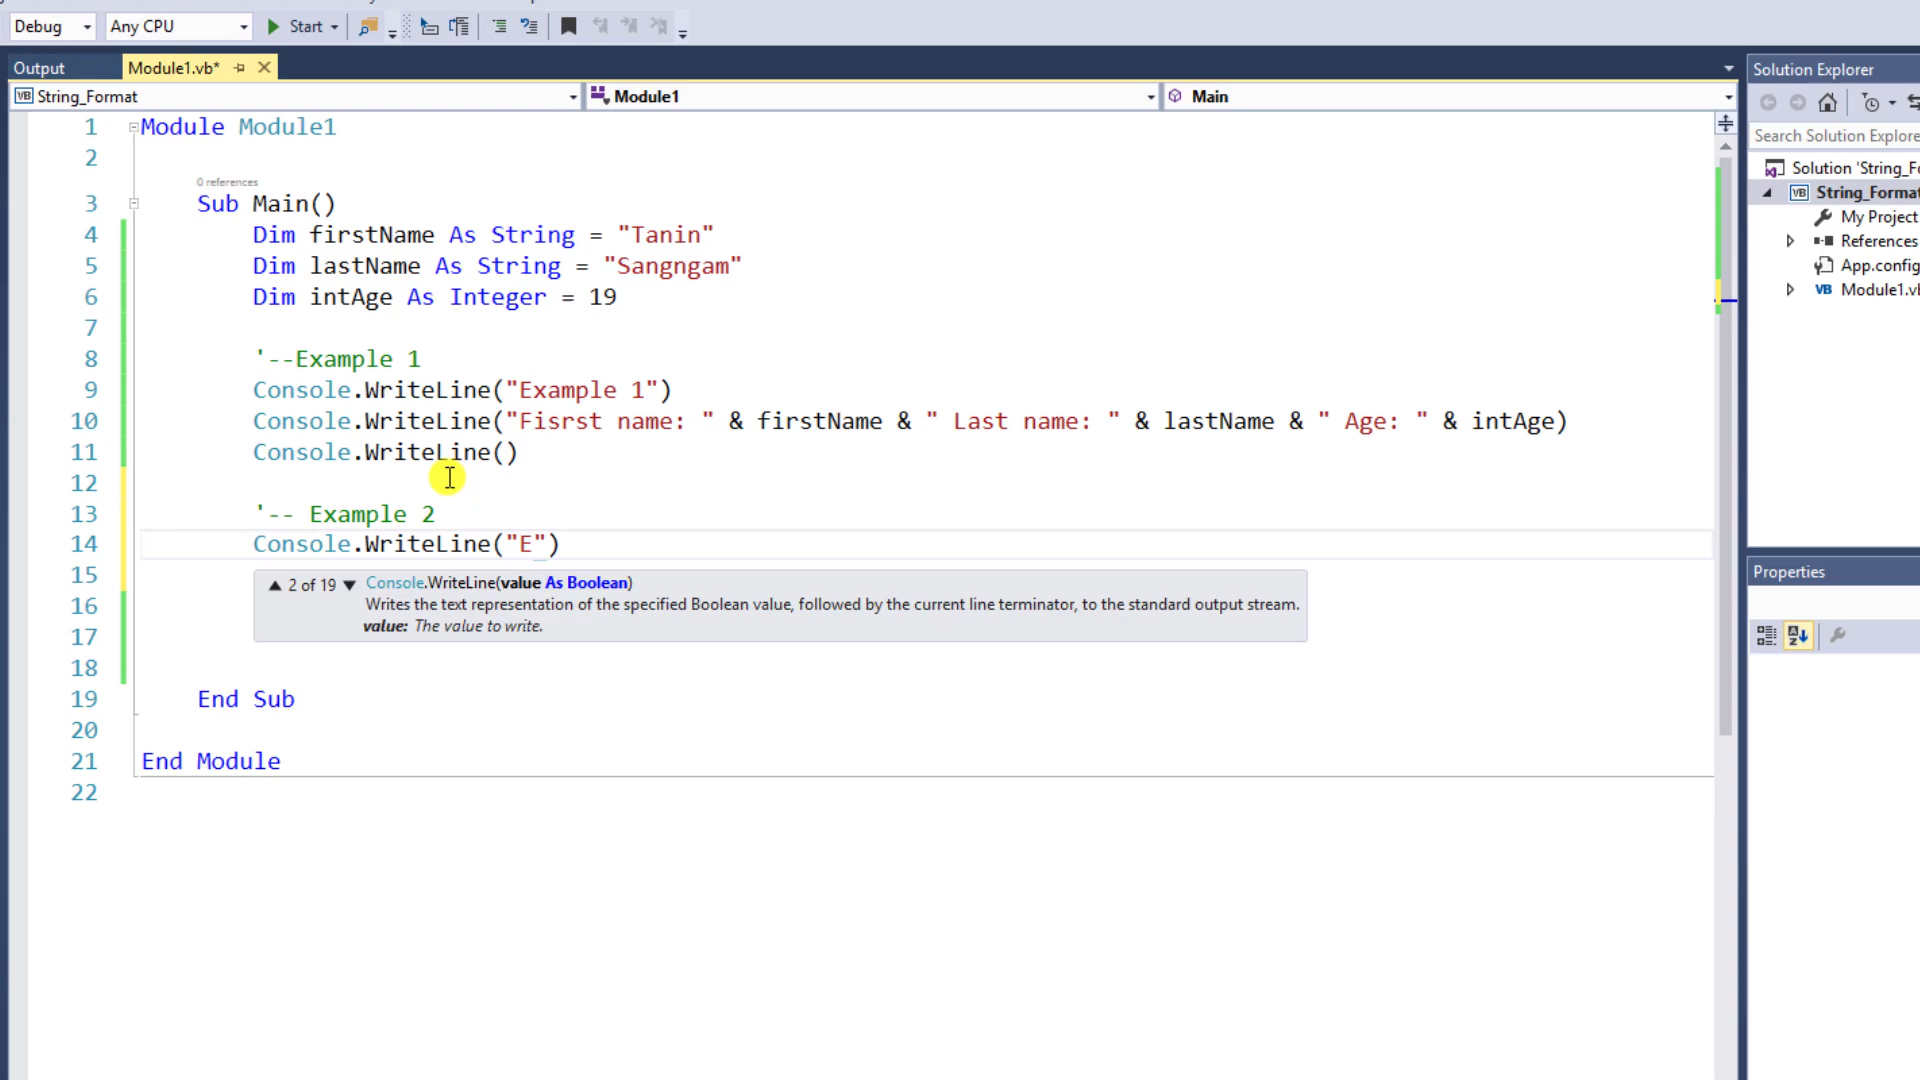 Debug Any CPU Start
Output Module1.vb*
String_Format Module1 Main
1 Module Module1
2
0 references
3 Sub Main()
4 Dim firstName As String = "Tanin"
5 Dim lastName As String = "Sangngam"
6 Dim intAge As Integer = 19
7
8 '--Example 1
9 Console.WriteLine("Example 1")
10 Console.WriteLine("Fisrst name: " & firstName & " Last name: " & lastName & " Age: " & intAge)
11 Console.WriteLine()
12
13 '-- Example 2
14 Console.WriteLine("E")
15
▲ 2 of 19 ▼ Console.WriteLine(value As Boolean)
Writes the text representation of the specified Boolean value, followed by the current line terminator, to the standard output stream.
value: The value to write.
16
17
18
19 End Sub
20
21 End Module
22
Solution Explorer
Search Solution Explore
Solution 'String_Fo
String_Format
My Project
References
App.config
Module1.vb
Properties